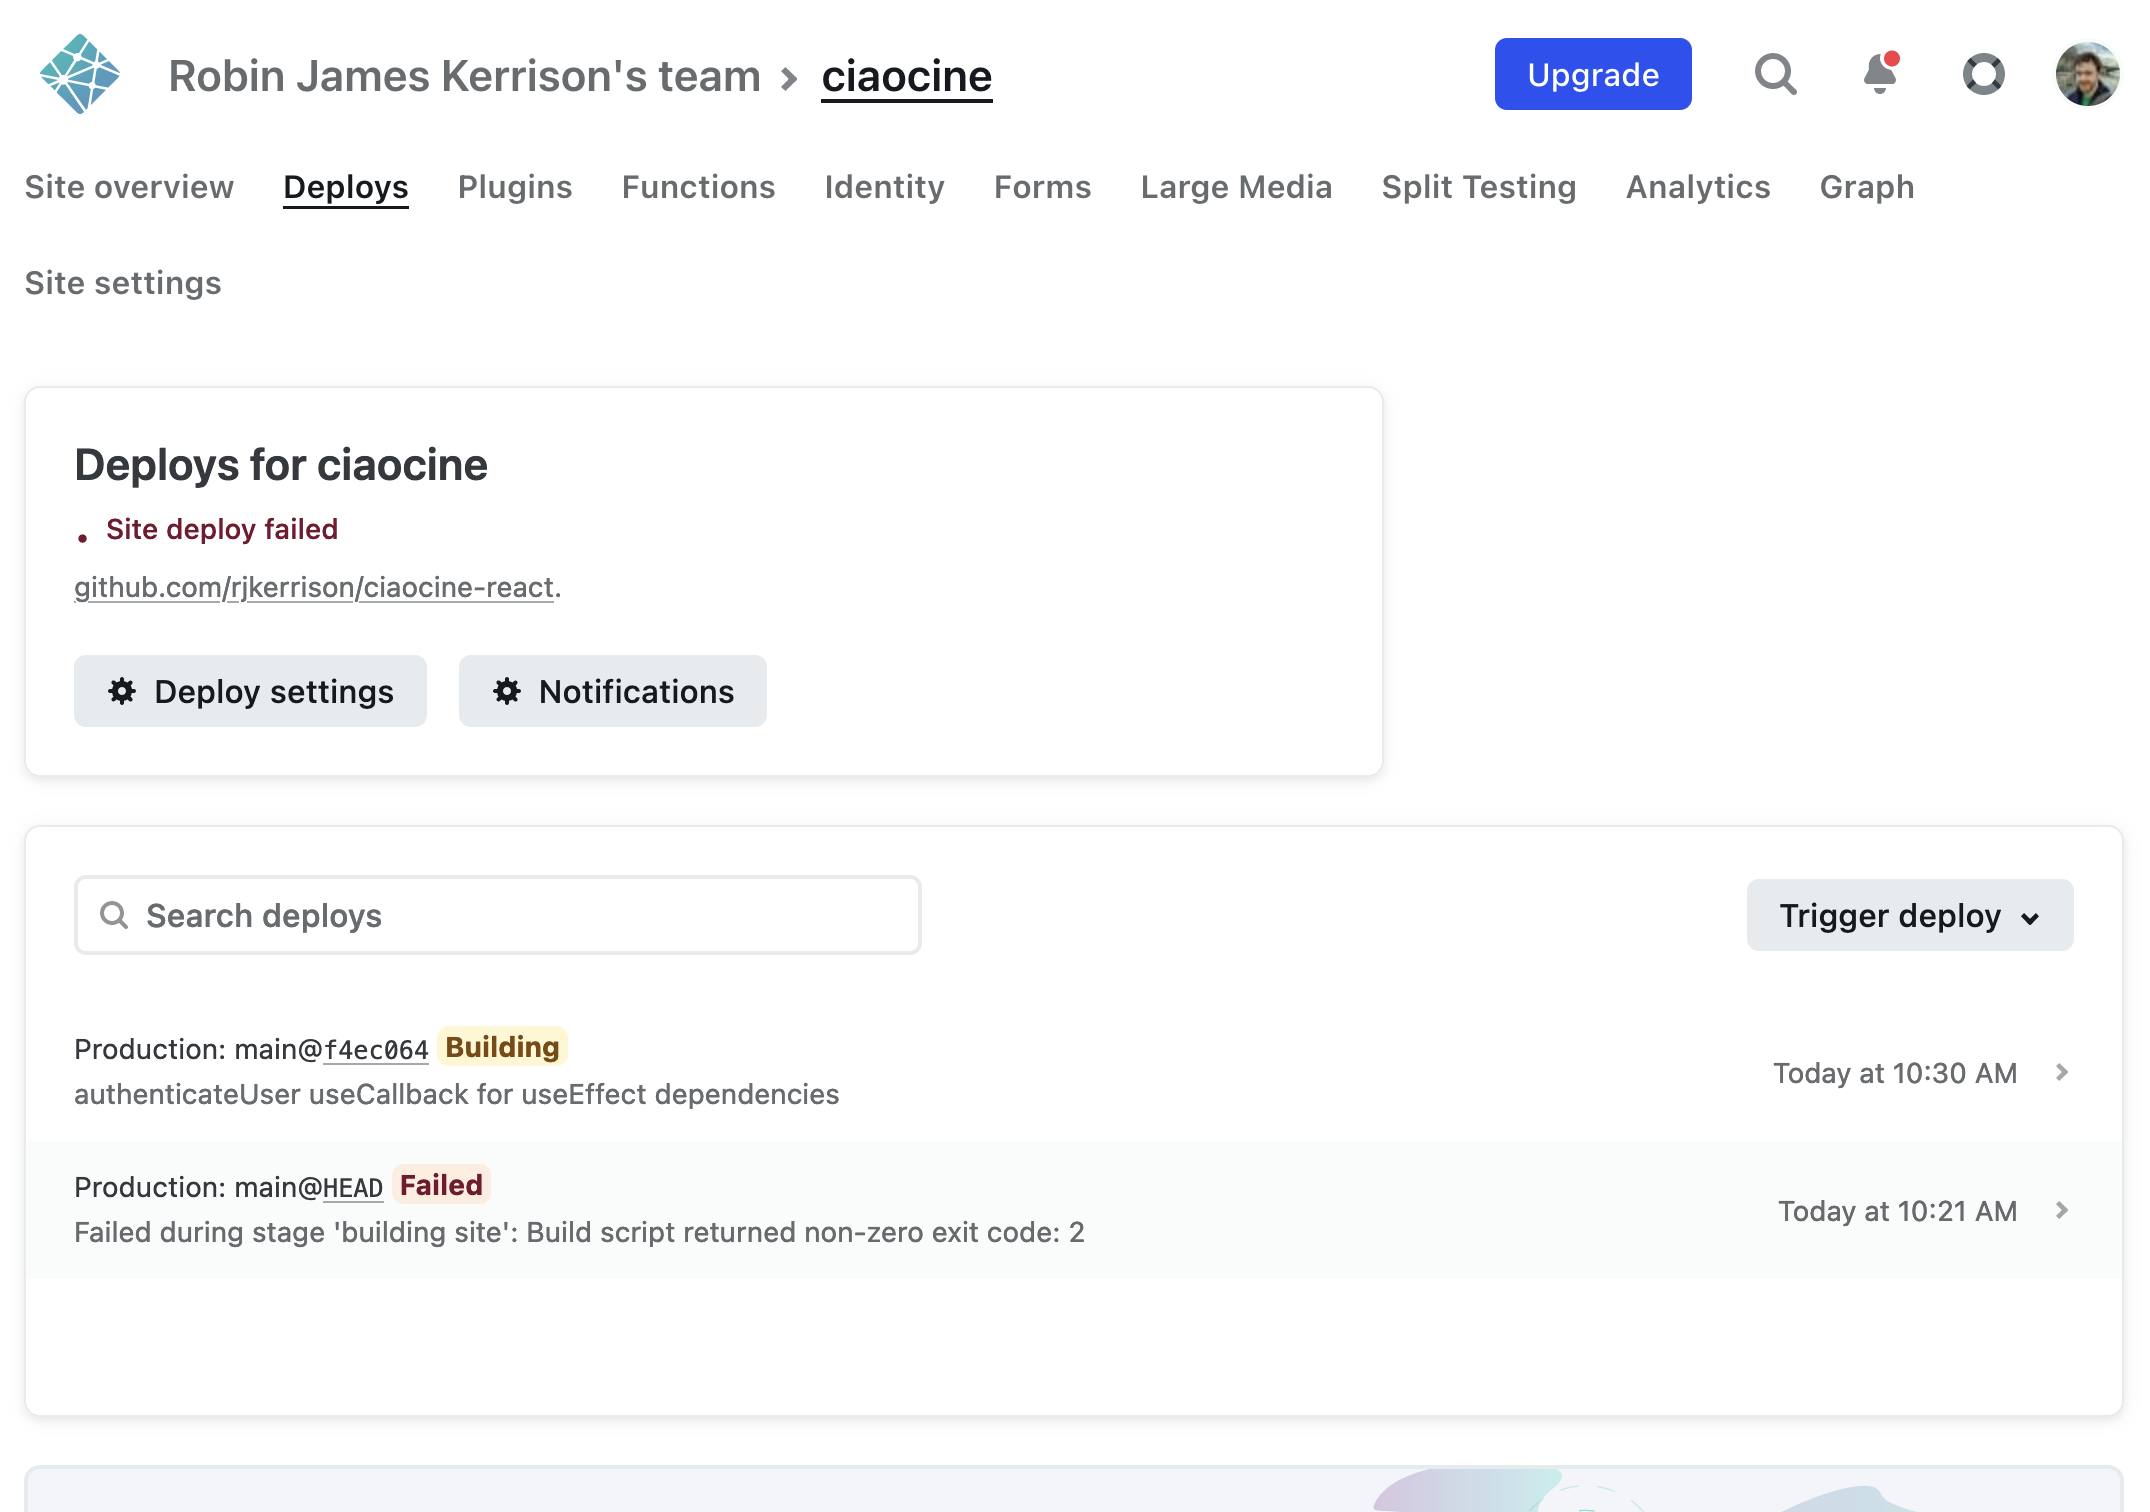 Robin James Kerrison's team > ciaocine
Upgrade
Site overview Deploys Plugins Functions Identity Forms Large Media Split Testing Analytics Graph
Site settings
Deploys for ciaocine
Site deploy failed
github.com/rjkerrison/ciaocine-react.
Deploy settings Notifications
Search deploys
Trigger deploy
Production: main@f4ec064 Building
authenticateUser useCallback for useEffect dependencies
Today at 10:30 AM
Production: main@HEAD Failed
Failed during stage 'building site': Build script returned non-zero exit code: 2
Today at 10:21 AM